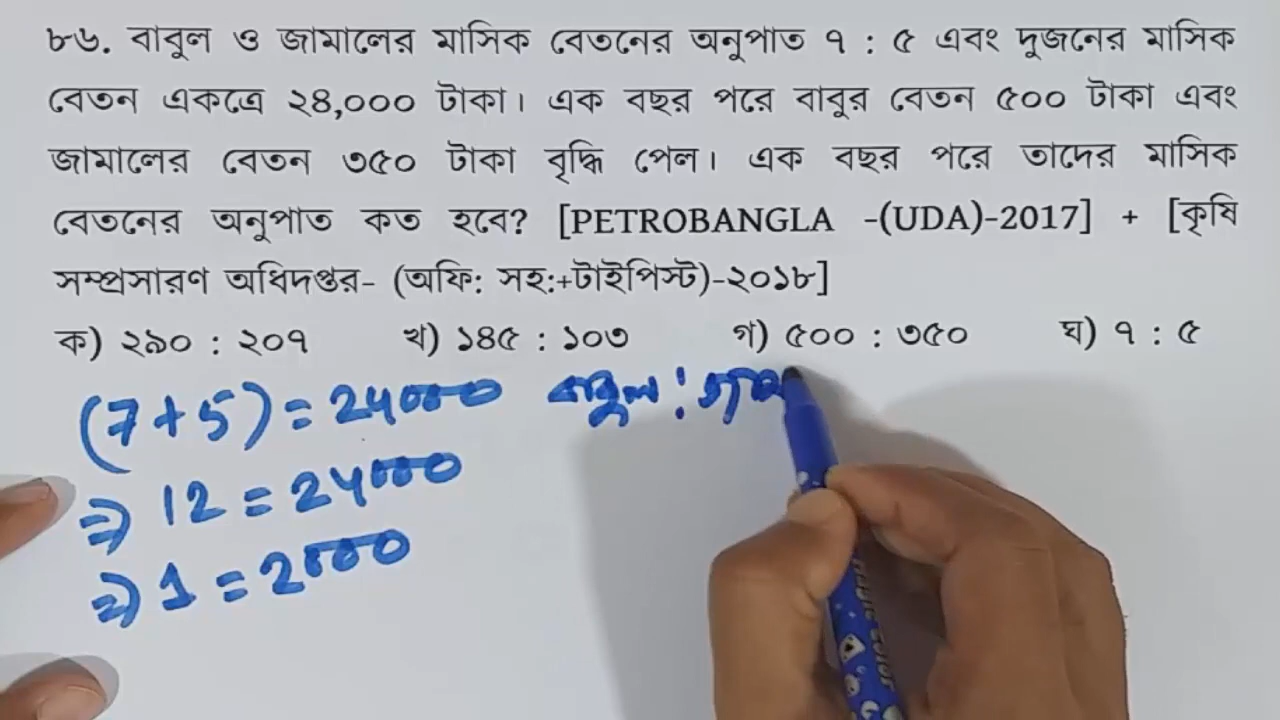 ৮৬. বাবুল ও জামালের মাসিক বেতনের অনুপাত ৭ : ৫ এবং দুজনের মাসিক
বেতন একত্রে ২৪,০০০ টাকা। এক বছর পরে বাবুর বেতন ৫০০ টাকা এবং
জামালের বেতন ৩৫০ টাকা বৃদ্ধি পেল। এক বছর পরে তাদের মাসিক
বেতনের অনুপাত কত হবে? [PETROBANGLA -(UDA)-2017] + [কৃষি
সম্প্রসারণ অধিদপ্তর- (অফি: সহ:+টাইপিস্ট)-২০১৮]
ক) ২৯০ : ২০৭ খ) ১৪৫ : ১০৩ গ) ৫০০ : ৩৫০ ঘ) ৭ : ৫
(7+5) = 24000 বাবুল :
⇒ 12 = 24000
⇒ 1 = 2000